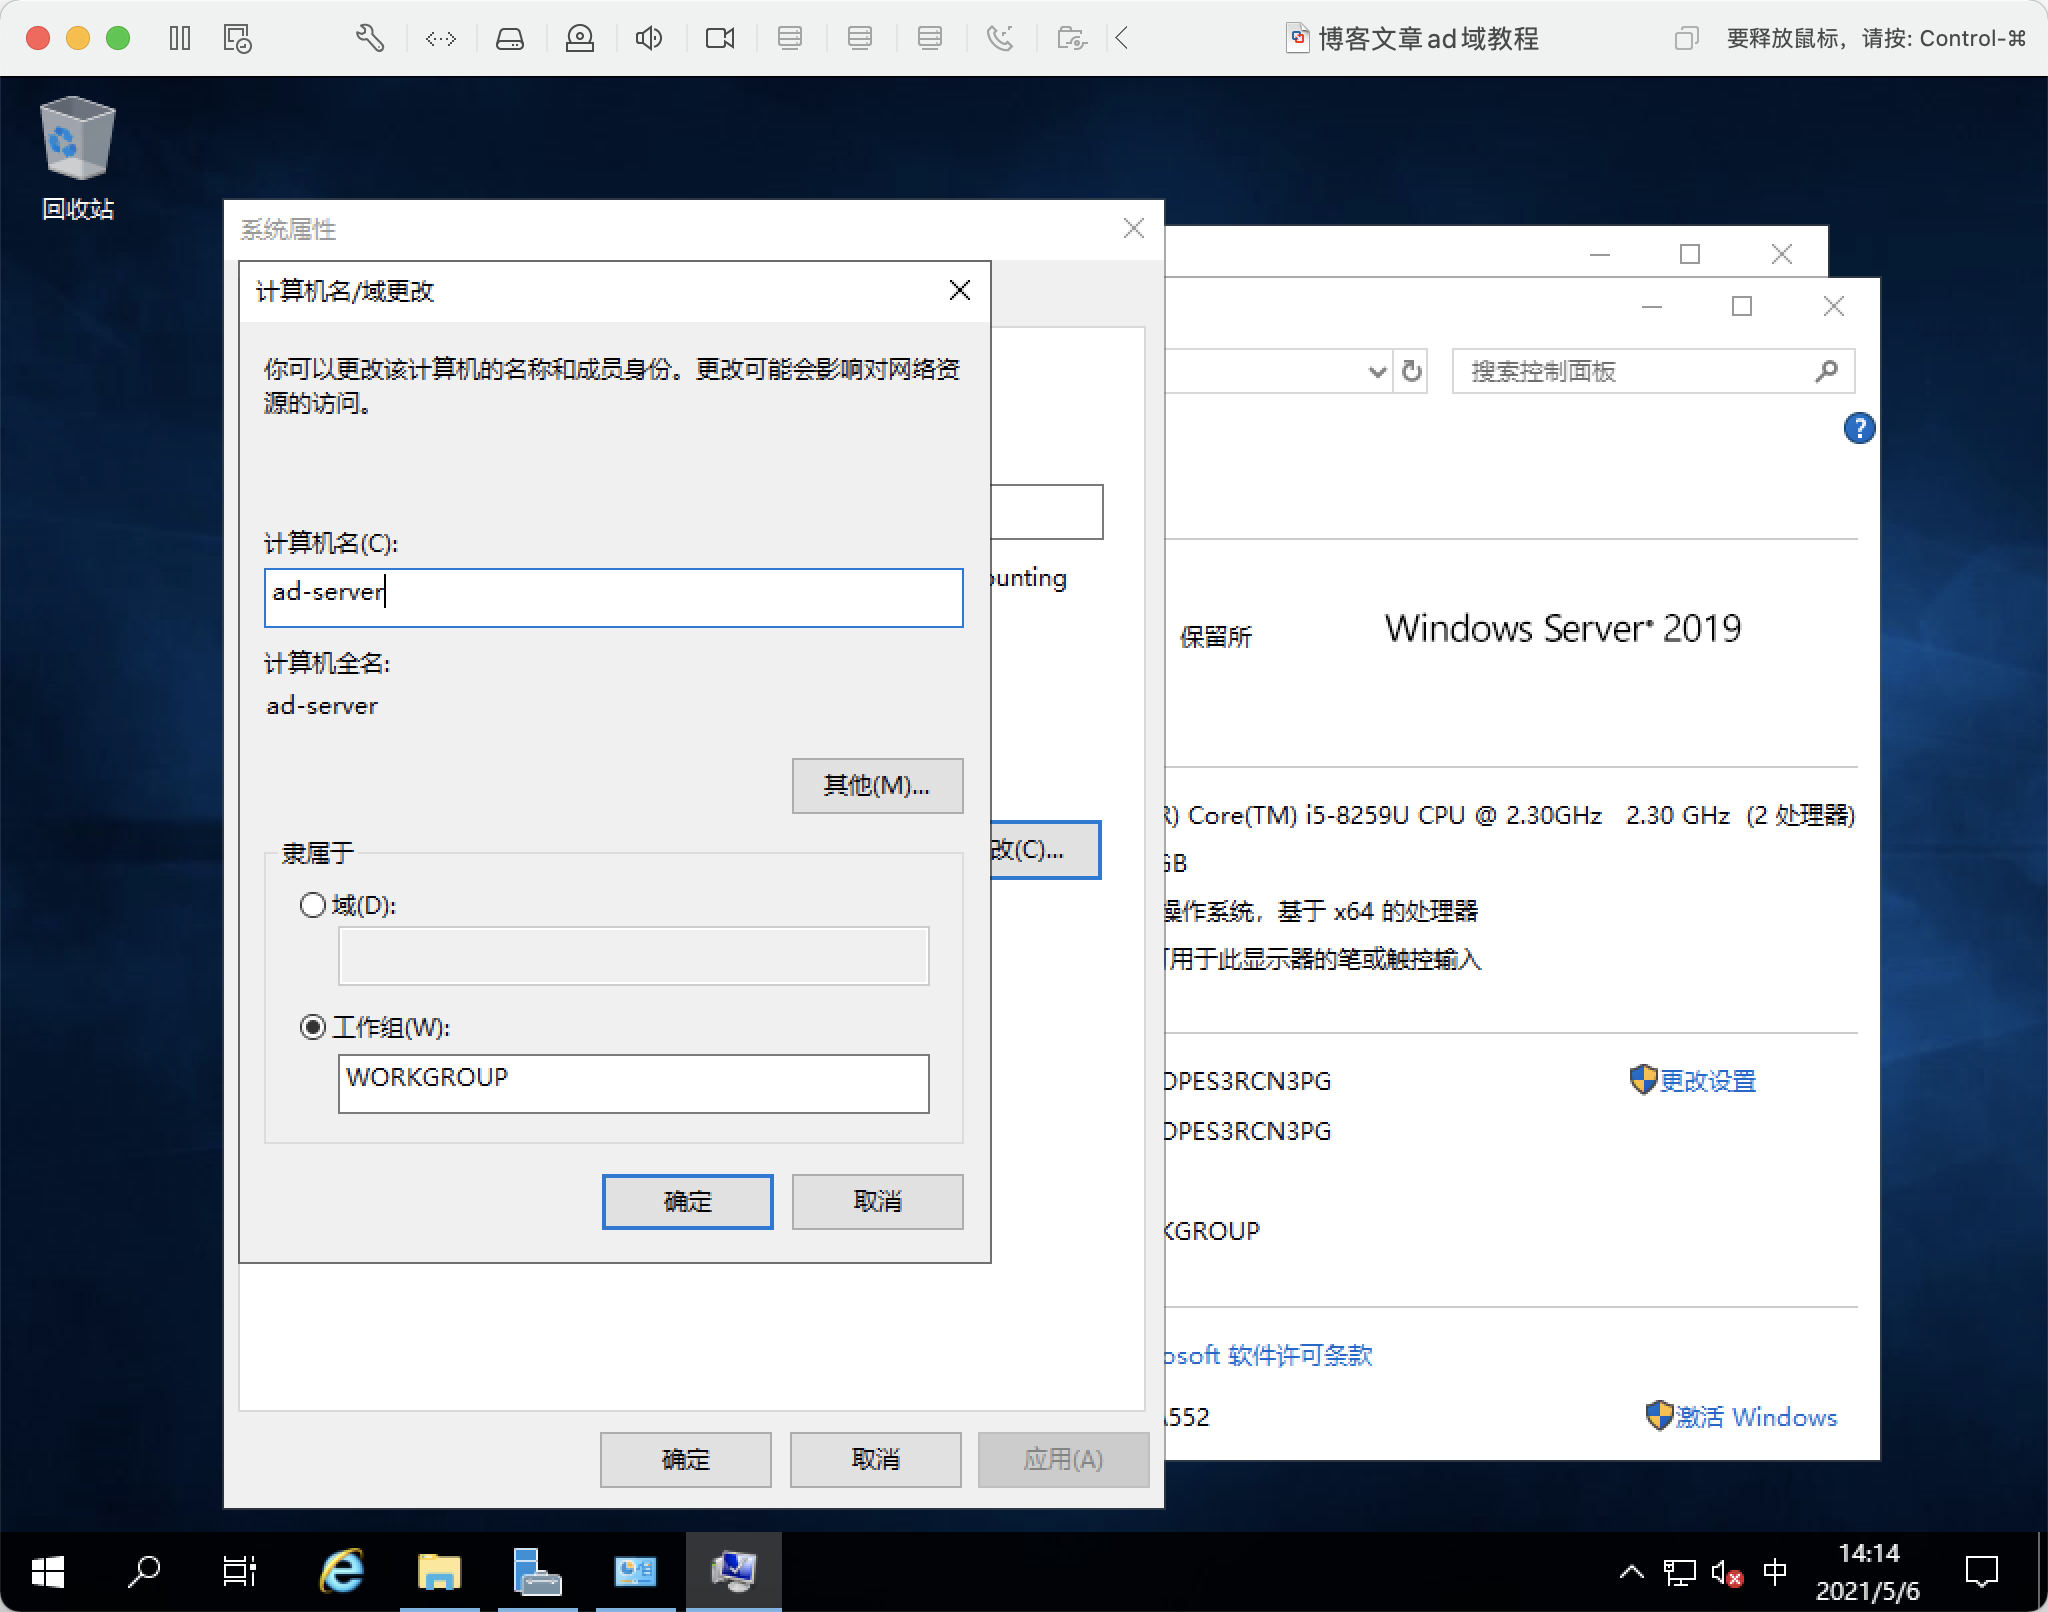 博客文章ad域教程
要释放鼠标，请按: Control-⌘
回收站
系统属性
计算机名/域更改
你可以更改该计算机的名称和成员身份。更改可能会影响对网络资
源的访问。
计算机名(C):
ad-server
计算机全名:
ad-server
其他(M)...
隶属于
域(D):
工作组(W):
WORKGROUP
确定
取消
ounting
改(C)...
确定
取消
应用(A)
搜索控制面板
保留所
Windows Server 2019
R) Core(TM) i5-8259U CPU @ 2.30GHz 2.30 GHz (2 处理器)
GB
操作系统，基于 x64 的处理器
可用于此显示器的笔或触控输入
DPES3RCN3PG
更改设置
DPES3RCN3PG
KGROUP
osoft 软件许可条款
A552
激活 Windows
中
14:14
2021/5/6